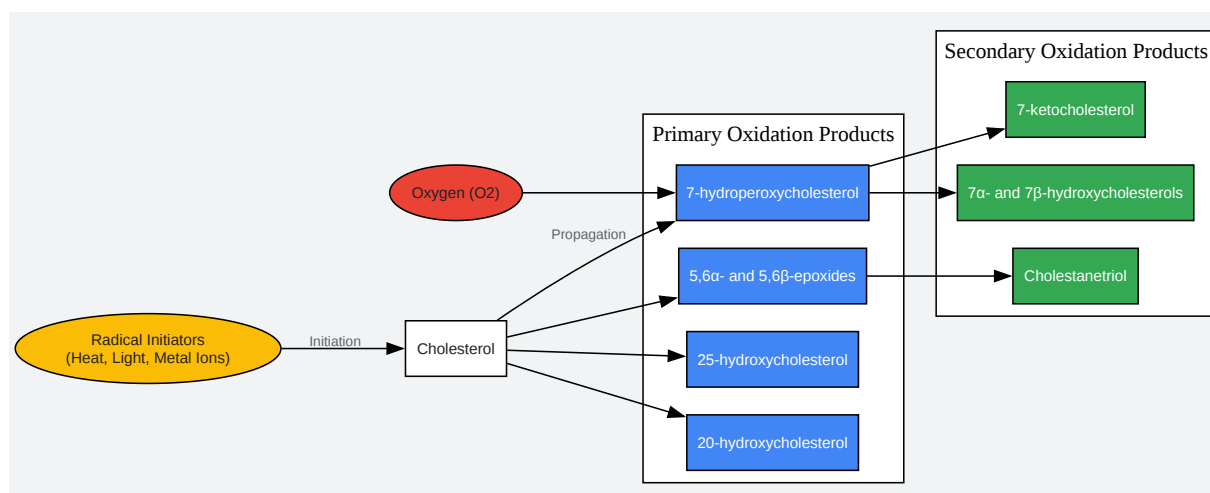 Secondary Oxidation Products
7-ketocholesterol
Primary Oxidation Products
Oxygen (O2)
7-hydroperoxycholesterol
7α- and 7β-hydroxycholesterols
Propagation
5,6α- and 5,6β-epoxides
Cholestanetriol
Radical Initiators
(Heat, Light, Metal Ions)
Initiation
Cholesterol
25-hydroxycholesterol
20-hydroxycholesterol